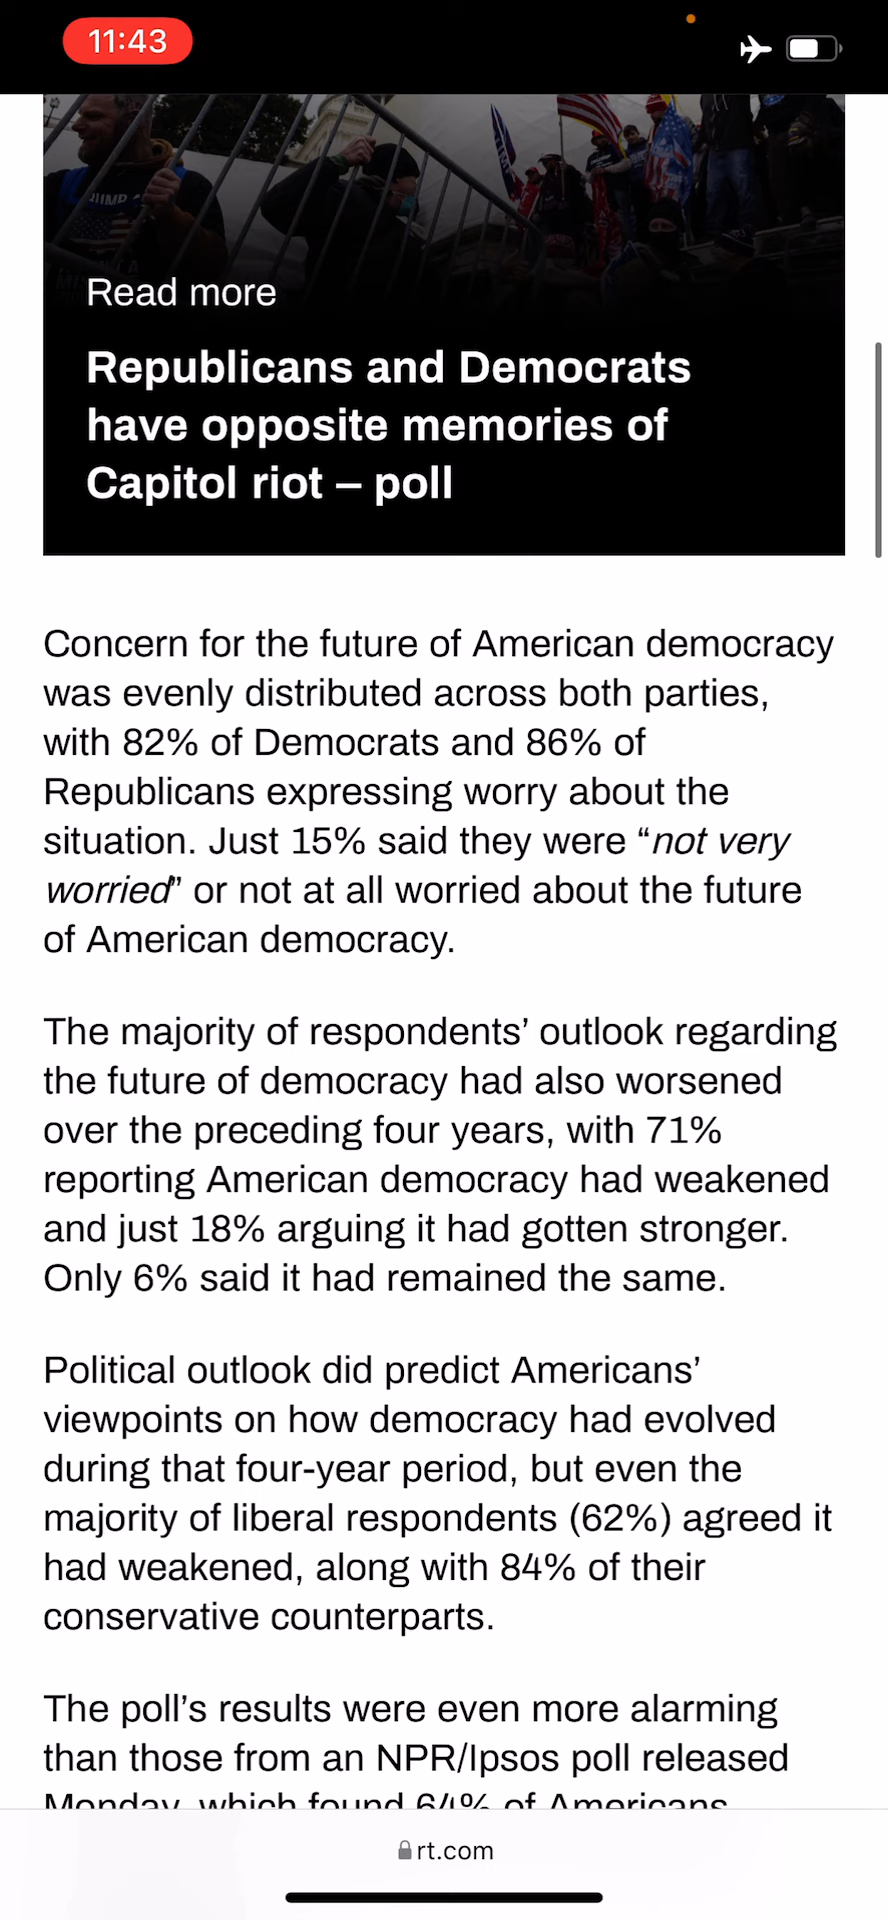 11:43
Read more
Republicans and Democrats
have opposite memories of
Capitol riot – poll
Concern for the future of American democracy
was evenly distributed across both parties,
with 82% of Democrats and 86% of
Republicans expressing worry about the
situation. Just 15% said they were “not very
worried” or not at all worried about the future
of American democracy.
The majority of respondents’ outlook regarding
the future of democracy had also worsened
over the preceding four years, with 71%
reporting American democracy had weakened
and just 18% arguing it had gotten stronger.
Only 6% said it had remained the same.
Political outlook did predict Americans’
viewpoints on how democracy had evolved
during that four-year period, but even the
majority of liberal respondents (62%) agreed it
had weakened, along with 84% of their
conservative counterparts.
The poll’s results were even more alarming
than those from an NPR/Ipsos poll released
Monday, which found 64% of Americans
rt.com